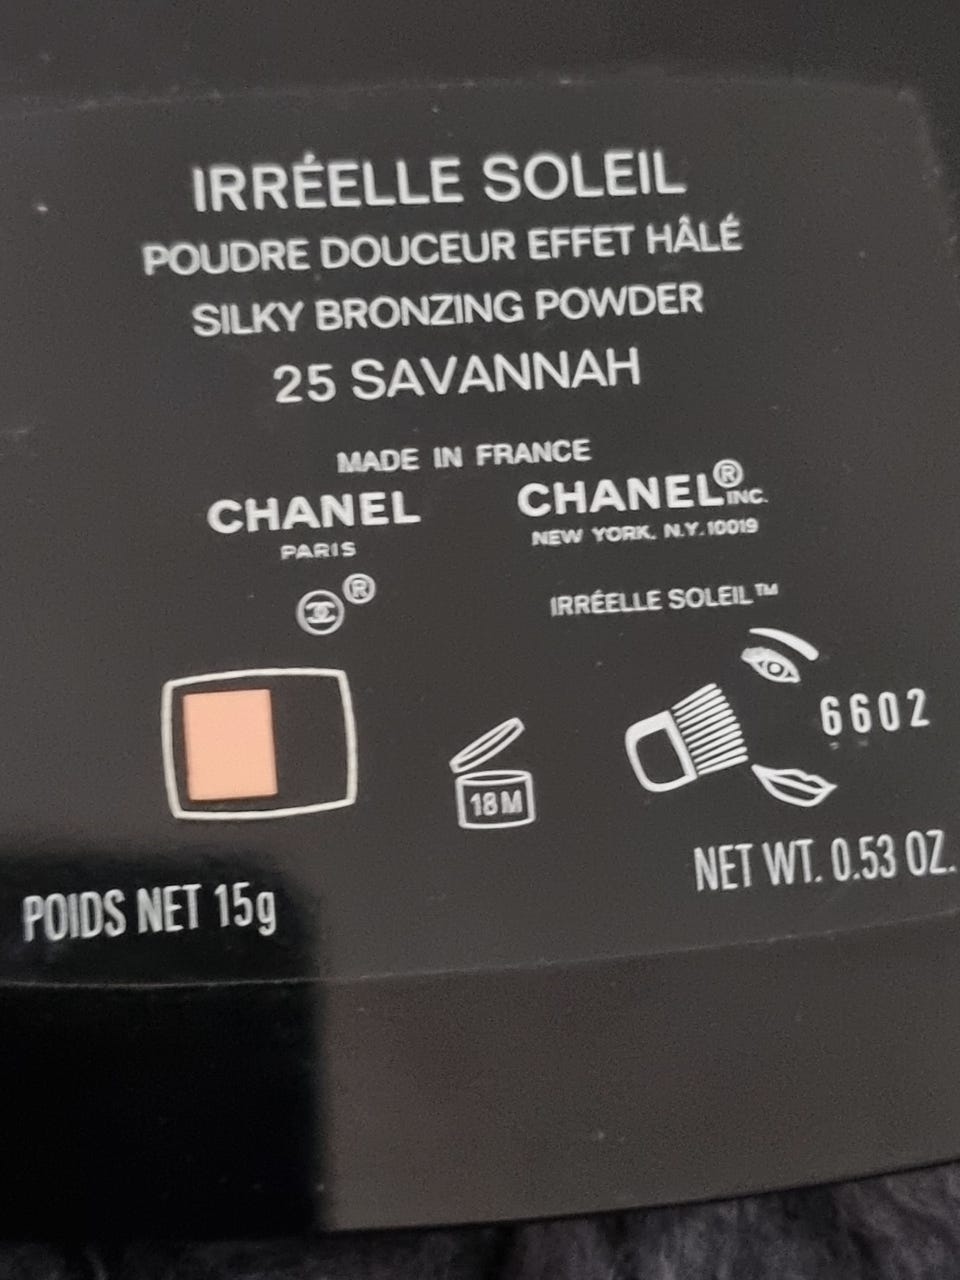 IRRÉELLE SOLEIL
POUDRE DOUCEUR EFFET HÂLÉ
SILKY BRONZING POWDER
25 SAVANNAH
MADE IN FRANCE
CHANEL
PARIS
®
CHANEL® INC.
NEW YORK, N.Y. 10019
IRRÉELLE SOLEIL™
18M
6602
POIDS NET 15g
NET WT. 0.53 OZ.